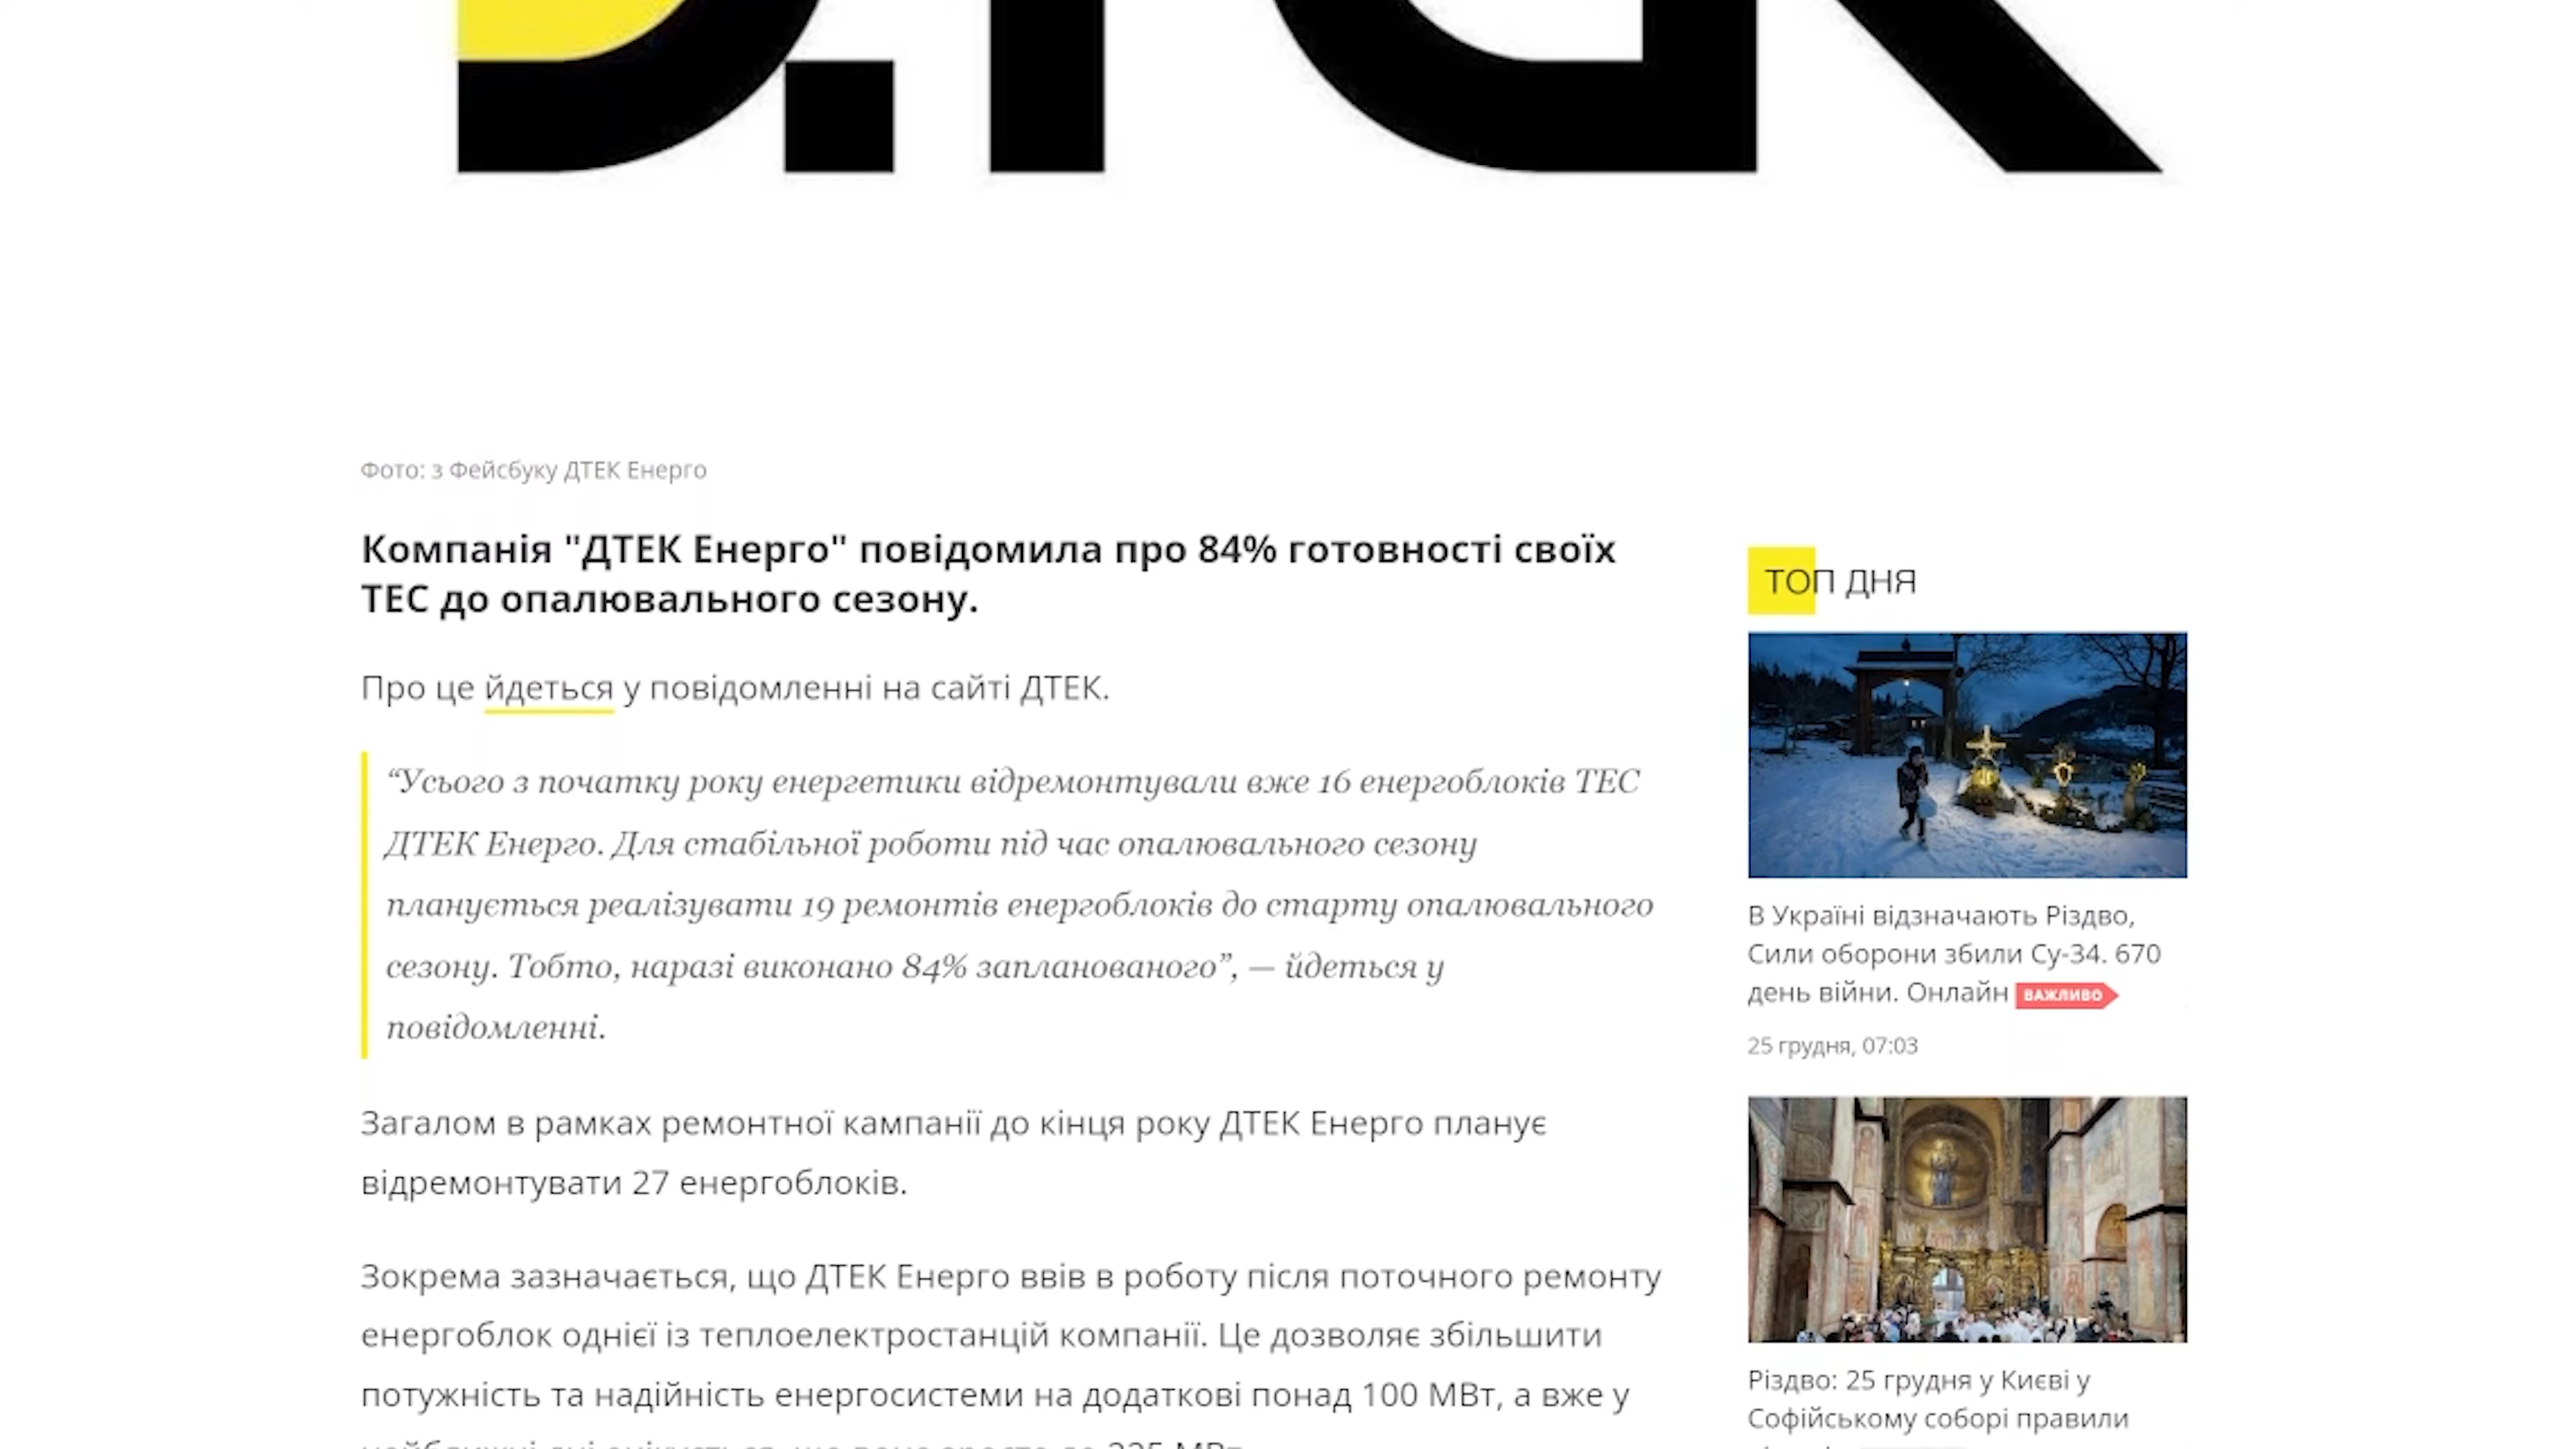 Фото: з Фейсбуку ДТЕК Енерго
Компанія "ДТЕК Енерго" повідомила про 84% готовності своїх
ТЕС до опалювального сезону.
Про це йдеться у повідомленні на сайті ДТЕК.
“Усього з початку року енергетики відремонтували вже 16 енергоблоків ТЕС
ДТЕК Енерго. Для стабільної роботи під час опалювального сезону
планується реалізувати 19 ремонтів енергоблоків до старту опалювального
сезону. Тобто, наразі виконано 84% запланованого”, — йдеться у
повідомленні.
Загалом в рамках ремонтної кампанії до кінця року ДТЕК Енерго планує
відремонтувати 27 енергоблоків.
Зокрема зазначається, що ДТЕК Енерго ввів в роботу після поточного ремонту
енергоблок однієї із теплоелектростанцій компанії. Це дозволяє збільшити
потужність та надійність енергосистеми на додаткові понад 100 МВт, а вже у
ТОП ДНЯ
В Україні відзначають Різдво,
Сили оборони збили Су-34. 670
день війни. Онлайн ВАЖЛИВО
25 грудня, 07:03
Різдво: 25 грудня у Києві у
Софійському соборі правили